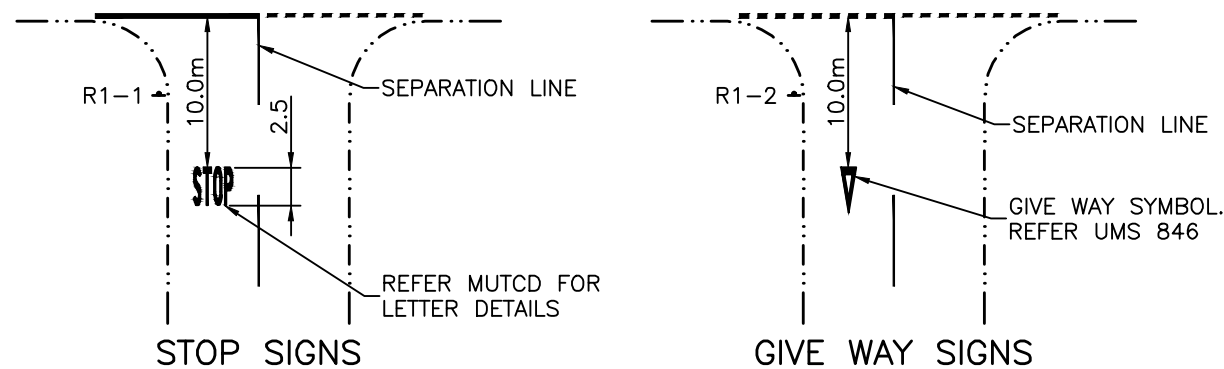 R1-1
10.0m
SEPARATION LINE
2.5
STOP
REFER MUTCD FOR
LETTER DETAILS
STOP SIGNS
R1-2
10.0m
SEPARATION LINE
GIVE WAY SYMBOL.
REFER UMS 846
GIVE WAY SIGNS